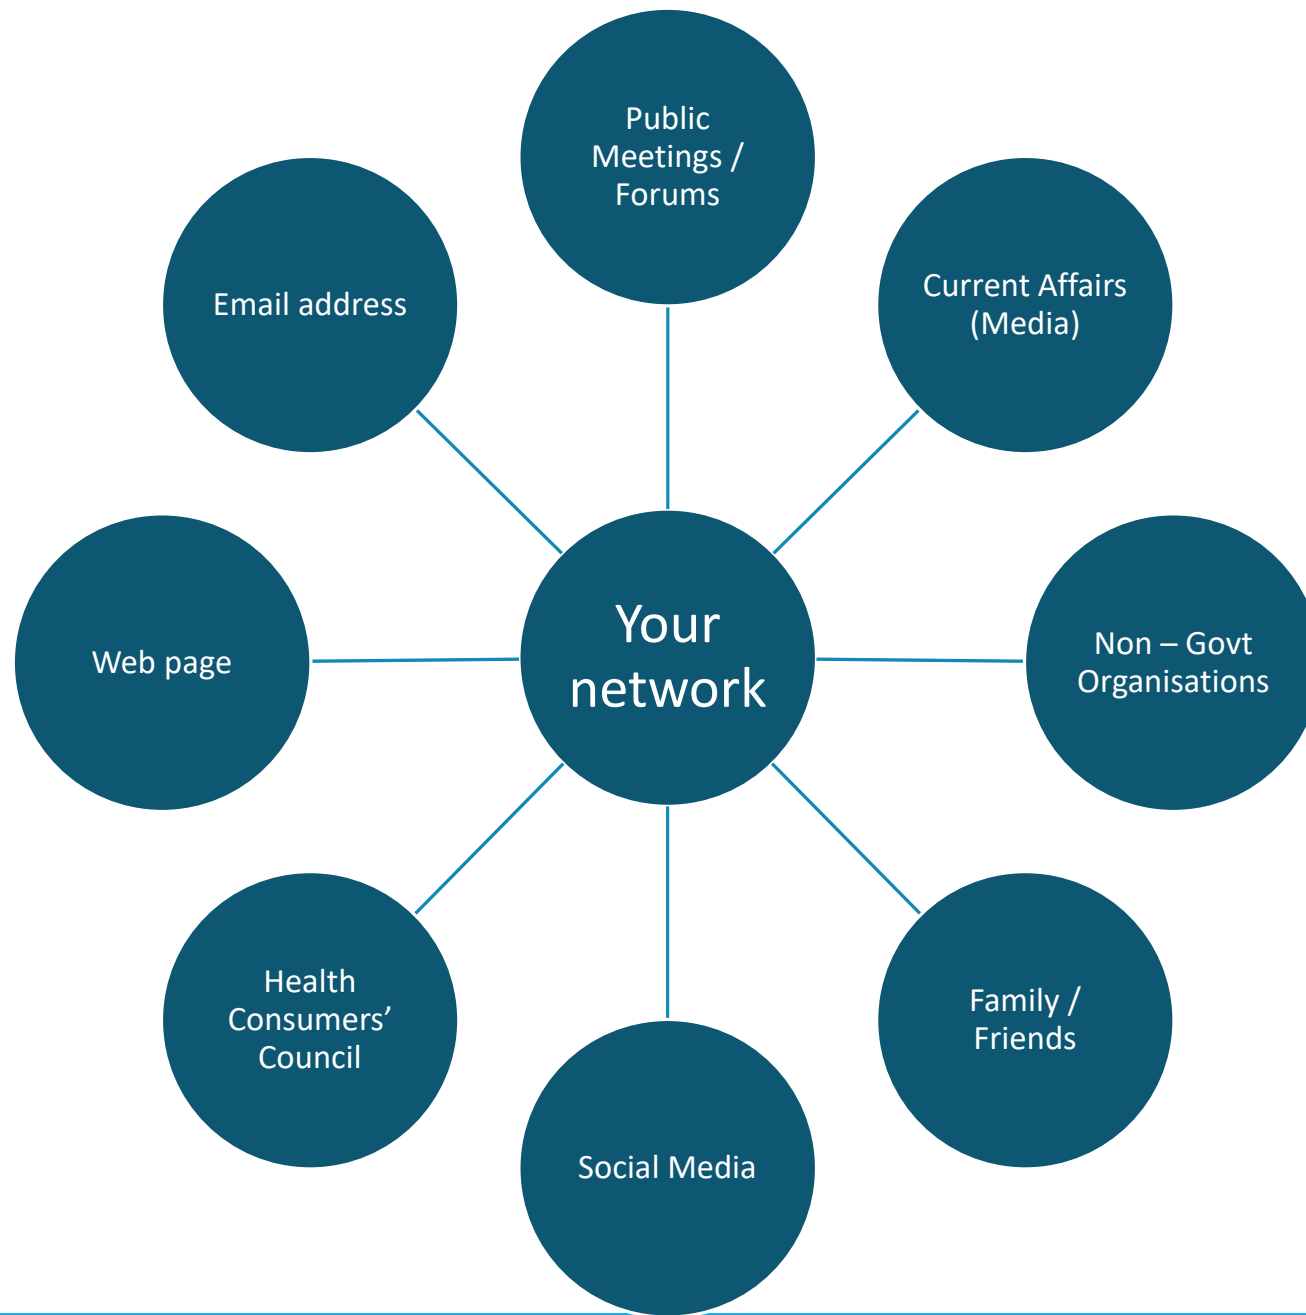 Public
Meetings /
Forums
Current Affairs
(Media)
Non – Govt
Organisations
Family /
Friends
Social Media
Health
Consumers’
Council
Web page
Email address
Your
network